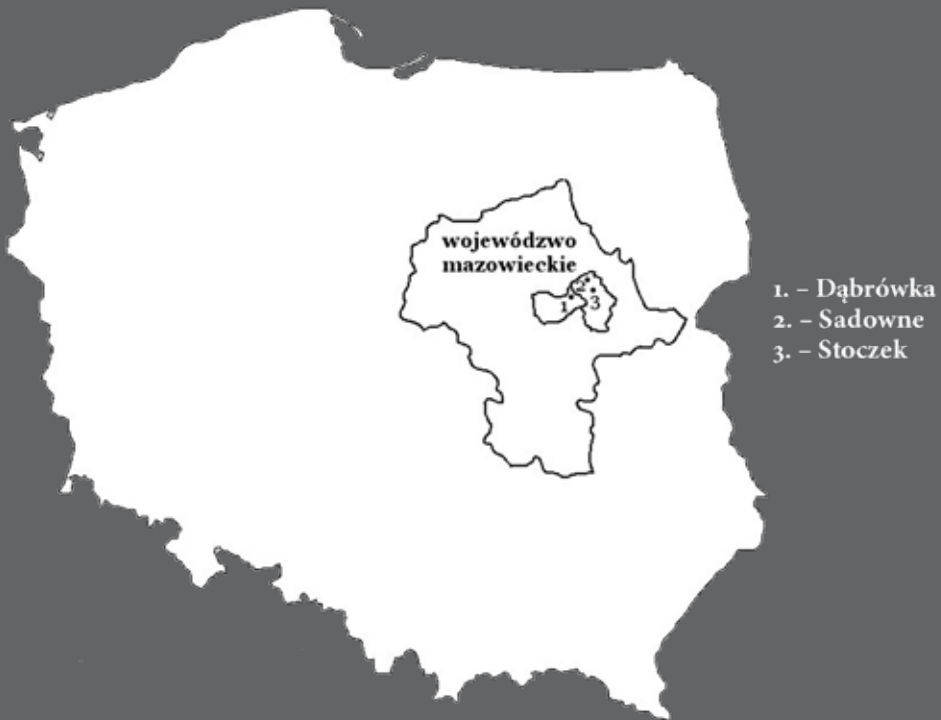 województwo
mazowieckie
2
1
3
1. – Dąbrówka
2. – Sadowne
3. – Stoczek